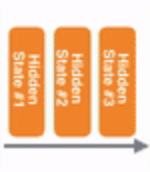 Hidden
State #1
Hidden
State #2
Hidden
State #3